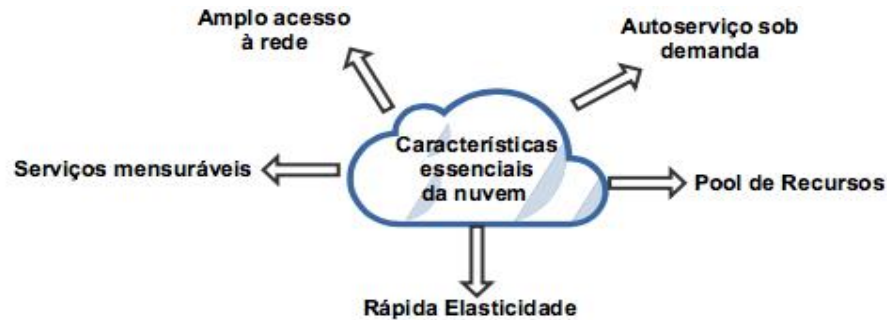 Amplo acesso
à rede
Autoserviço sob
demanda
Características
essenciais
da nuvem
Serviços mensuráveis
Pool de Recursos
Rápida Elasticidade